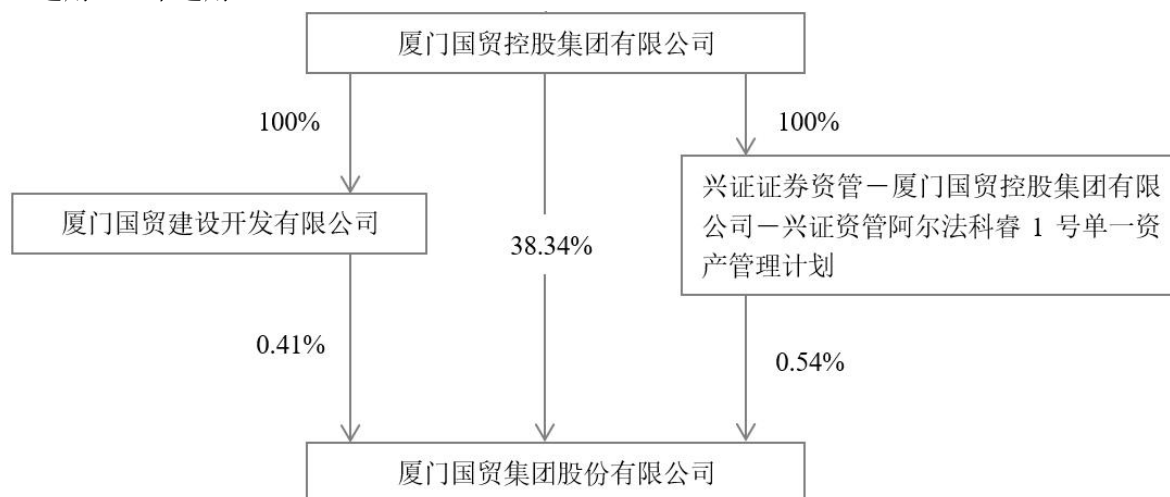 厦门国贸控股集团有限公司
100%
100%
厦门国贸建设开发有限公司
兴证证券资管－厦门国贸控股集团有限
公司－兴证资管阿尔法科睿 1 号单一资
产管理计划
38.34%
0.41%
0.54%
厦门国贸集团股份有限公司